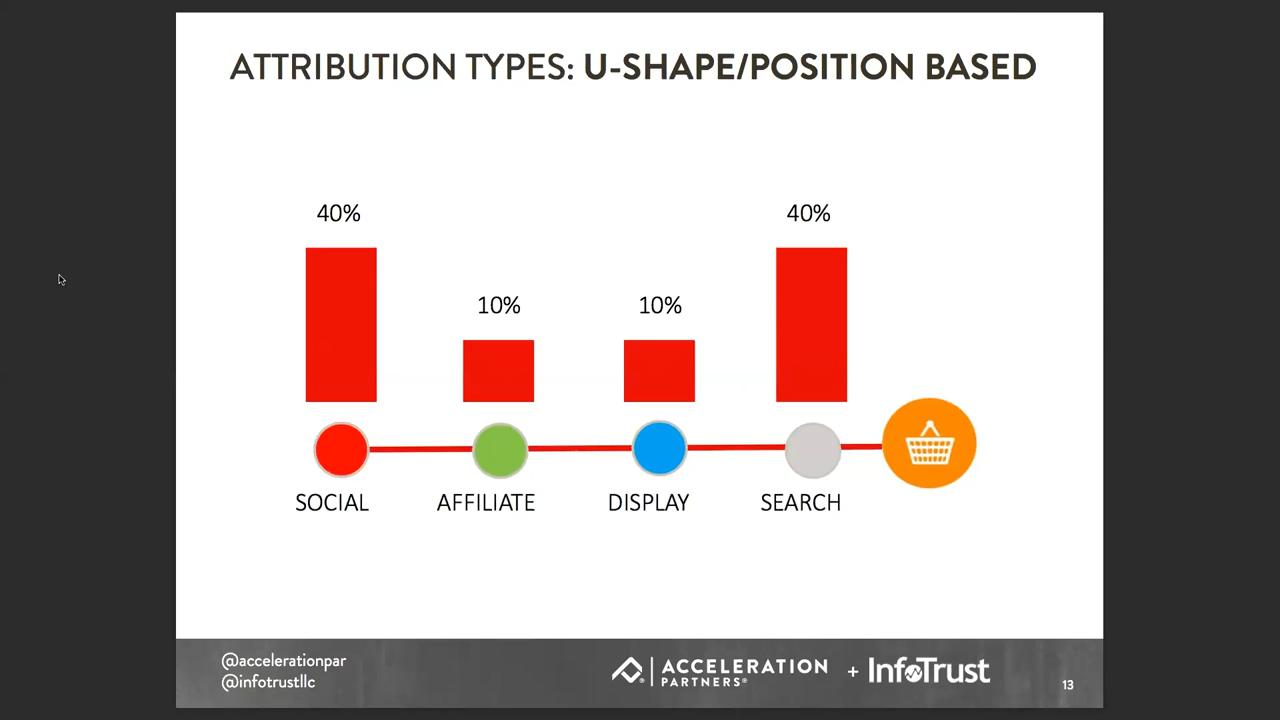 ATTRIBUTION TYPES: U-SHAPE/POSITION BASED
40%
40%
10%
10%
SOCIAL
AFFILIATE
DISPLAY
SEARCH
@accelerationpar
@infotrustllc
ACCELERATION
PARTNERS®
+ InfoTrust
13